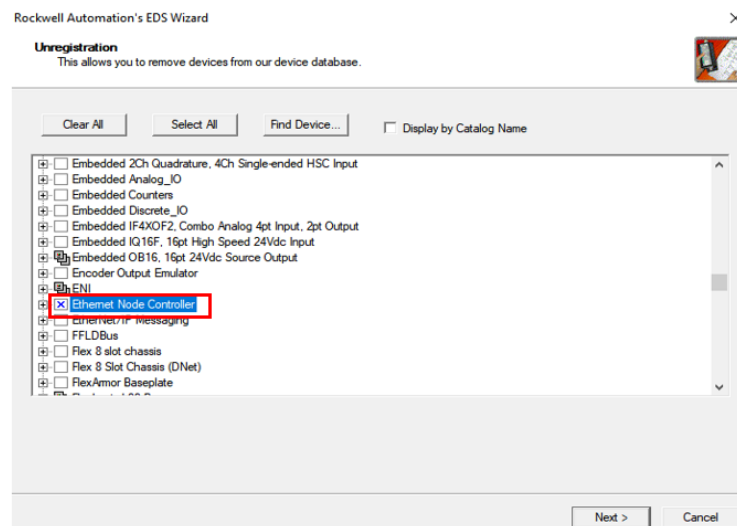 Rockwell Automation's EDS Wizard
Unregistration
This allows you to remove devices from our device database.
Clear All Select All Find Device... Display by Catalog Name
Embedded 2Ch Quadrature, 4Ch Single-ended HSC Input
Embedded Analog_IO
Embedded Counters
Embedded Discrete_IO
Embedded IF4XOF2, Combo Analog 4pt Input, 2pt Output
Embedded IQ16F, 16pt High Speed 24Vdc Input
Embedded OB16, 16pt 24Vdc Source Output
Encoder Output Emulator
ENI
Ethernet Node Controller
EtherNet/IP Messaging
FFLDBus
Flex 8 slot chassis
Flex 8 Slot Chassis (DNet)
FlexArmor Baseplate
Next > Cancel